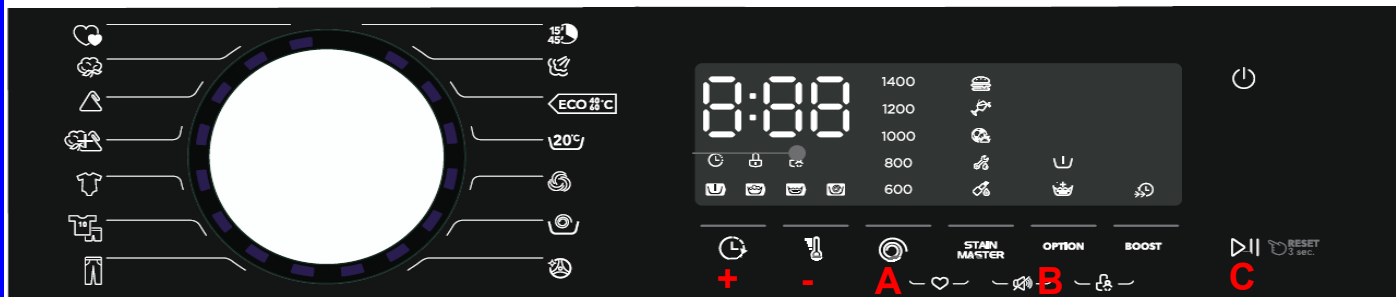 15'
45'
ECO 40 60 °C
20°C
10
8:88
1400
1200
1000
800
600
STAIN
MASTER
OPTION
BOOST
RESET
3 sec.
+ - A B C